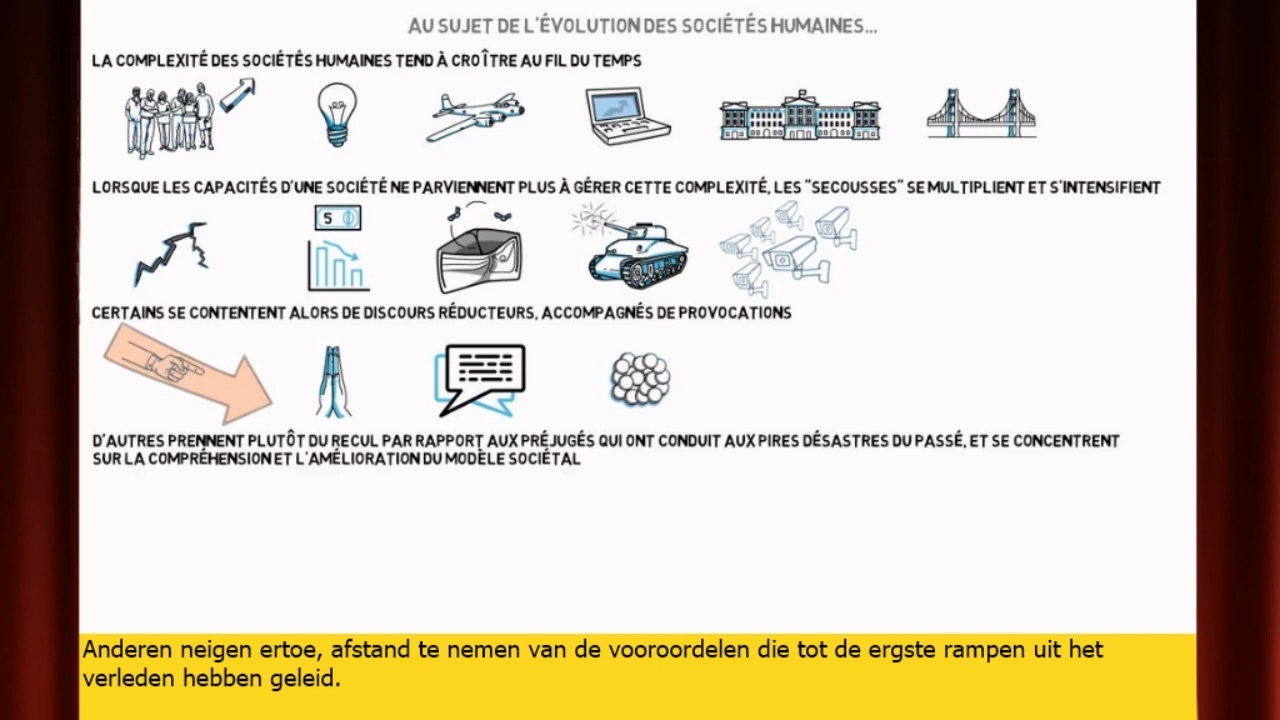 AU SUJET DE L'ÉVOLUTION DES SOCIÉTÉS HUMAINES...
LA COMPLEXITÉ DES SOCIÉTÉS HUMAINES TEND À CROÎTRE AU FIL DU TEMPS
LORSQUE LES CAPACITÉS D'UNE SOCIÉTÉ NE PARVIENNENT PLUS À GÉRER CETTE COMPLEXITÉ, LES "SECOUSSES" SE MULTIPLIENT ET S'INTENSIFIENT
5
CERTAINS SE CONTENTENT ALORS DE DISCOURS RÉDUCTEURS, ACCOMPAGNÉS DE PROVOCATIONS
D'AUTRES PRENNENT PLUTÔT DU RECUL PAR RAPPORT AUX PRÉJUGÉS QUI ONT CONDUIT AUX PIRES DÉSASTRES DU PASSÉ, ET SE CONCENTRENT
SUR LA COMPRÉHENSION ET L'AMÉLIORATION DU MODÈLE SOCIÉTAL
Anderen neigen ertoe, afstand te nemen van de vooroordelen die tot de ergste rampen uit het
verleden hebben geleid.